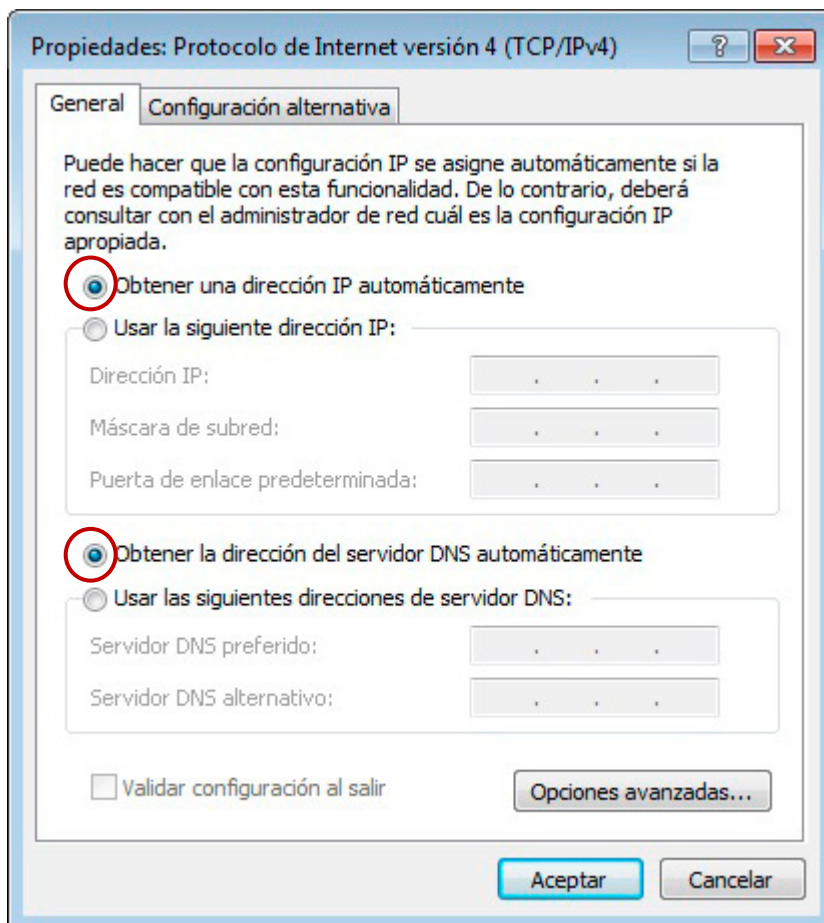 Propiedades: Protocolo de Internet versión 4 (TCP/IPv4)
General
Configuración alternativa
Puede hacer que la configuración IP se asigne automáticamente si la
red es compatible con esta funcionalidad. De lo contrario, deberá
consultar con el administrador de red cuál es la configuración IP
apropiada.
Obtener una dirección IP automáticamente
Usar la siguiente dirección IP:
Dirección IP:
Máscara de subred:
Puerta de enlace predeterminada:
Obtener la dirección del servidor DNS automáticamente
Usar las siguientes direcciones de servidor DNS:
Servidor DNS preferido:
Servidor DNS alternativo:
Validar configuración al salir
Opciones avanzadas...
Aceptar
Cancelar